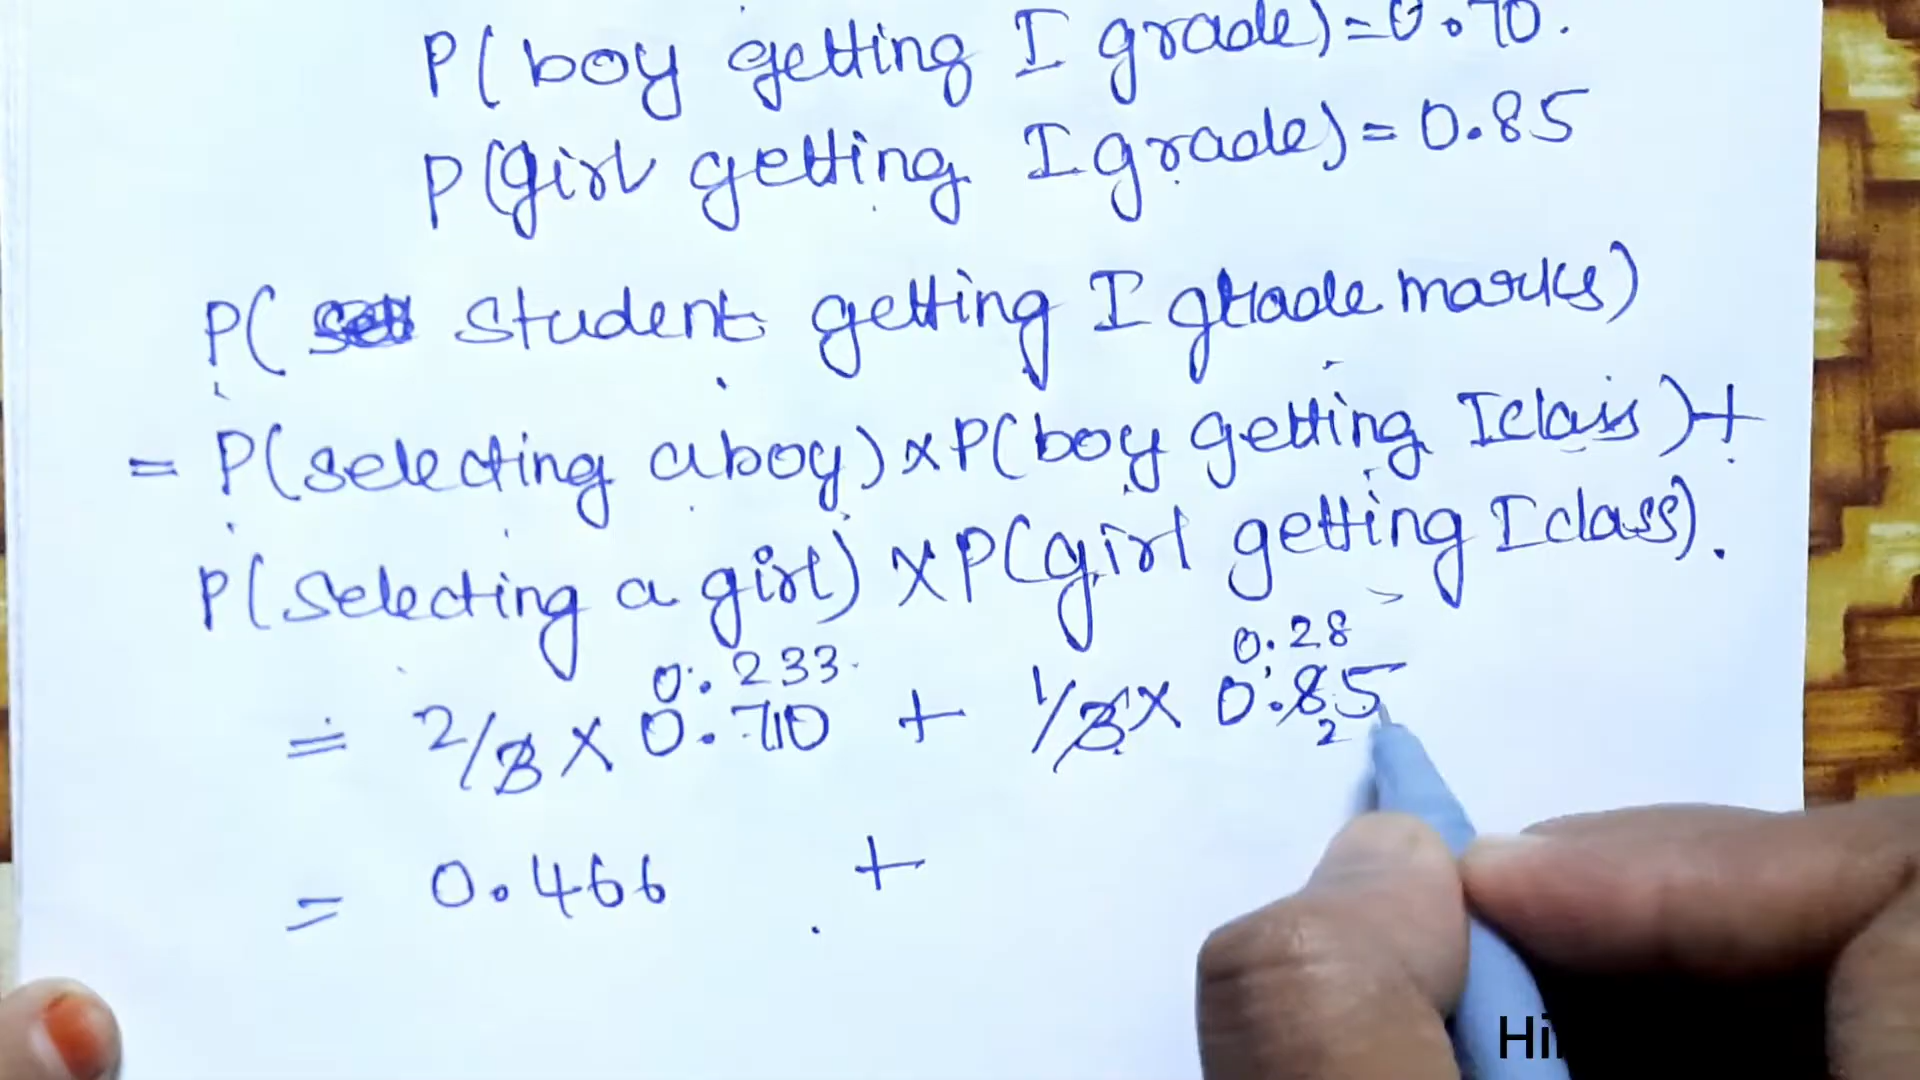 P( boy getting I grade)=0.70.
P(girl getting I grade)=0.85
P( student getting I grade marks)
= P(selecting a boy)×P(boy getting I class)+
P(selecting a girl)×P(girl getting I class).
0.233 0.28
= 2/3 × 0.70 + 1/3 × 0.85
2
= 0.466 +
Hi